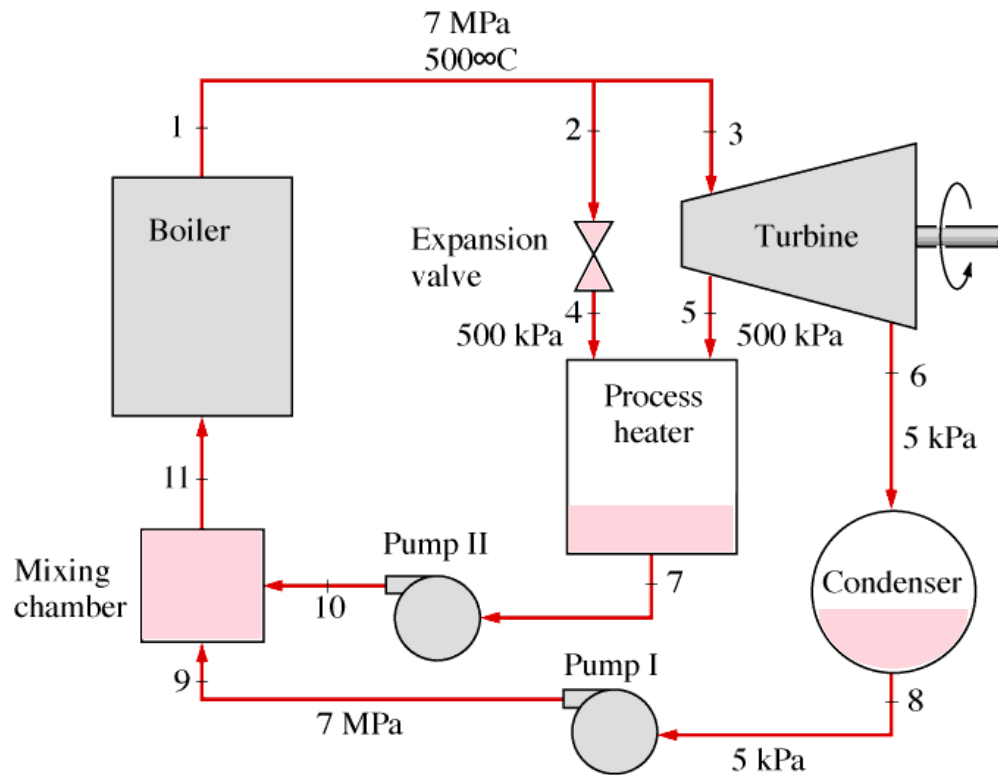 7 MPa
500∞C
1
2
3
Boiler
Expansion
valve
Turbine
4
5
500 kPa
500 kPa
6
Process
heater
5 kPa
11
Mixing
chamber
Pump II
10
7
Condenser
9
Pump I
8
7 MPa
5 kPa